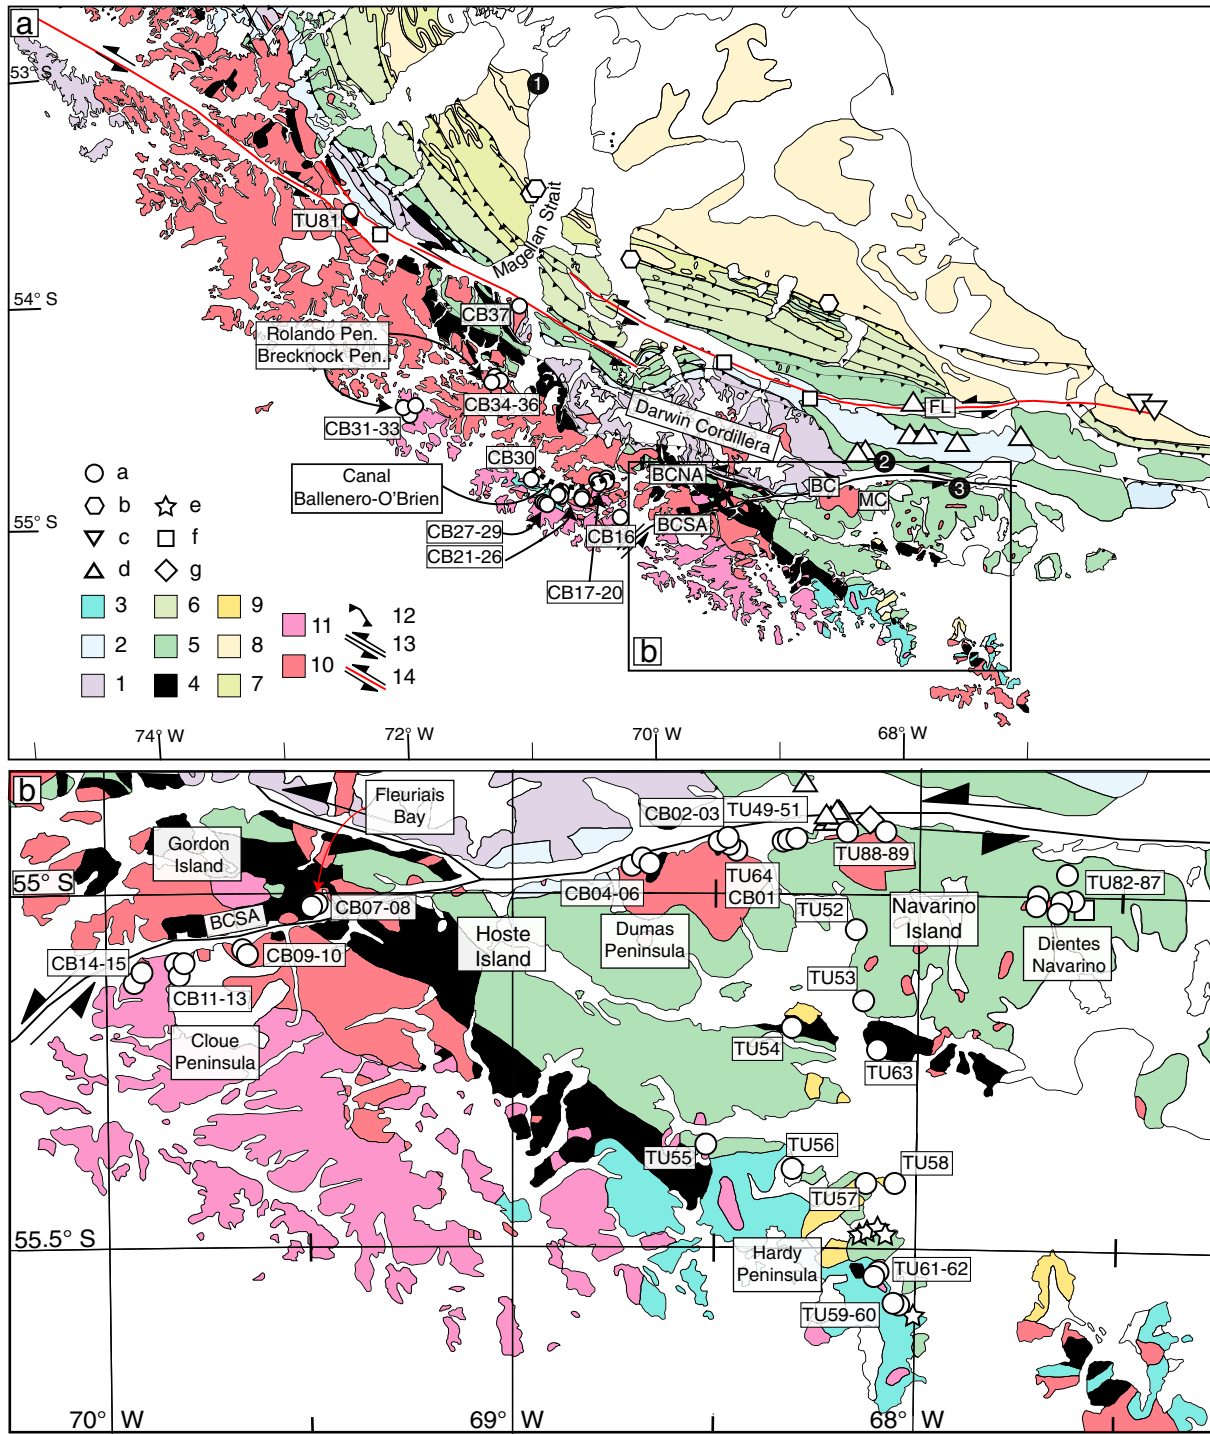 a
53° S
1
TU81
Magellan Strait
54° S
CB37
Rolando Pen.
Brecknock Pen.
CB34-36
CB31-33
Darwin Cordillera
FL
CB30
2
Canal
Ballenero-O'Brien
BCNA
BC
MC
3
BCSA
CB27-29
CB16
CB21-26
CB17-20
55° S
a
b
e
c
f
d
g
3
6
9
11
12
2
5
8
13
10
14
1
4
7
b
74° W
72° W
70° W
68° W
b
Fleuriais
Bay
CB02-03
TU49-51
Gordon
Island
TU88-89
55° S
CB04-06
TU64
CB01
TU82-87
BCSA
CB07-08
TU52
Navarino
Island
Hoste
Island
Dumas
Peninsula
Dientes
Navarino
CB14-15
CB09-10
TU53
CB11-13
Cloue
Peninsula
TU54
TU63
TU55
TU56
TU58
TU57
55.5° S
Hardy
Peninsula
TU61-62
TU59-60
70° W
69° W
68° W